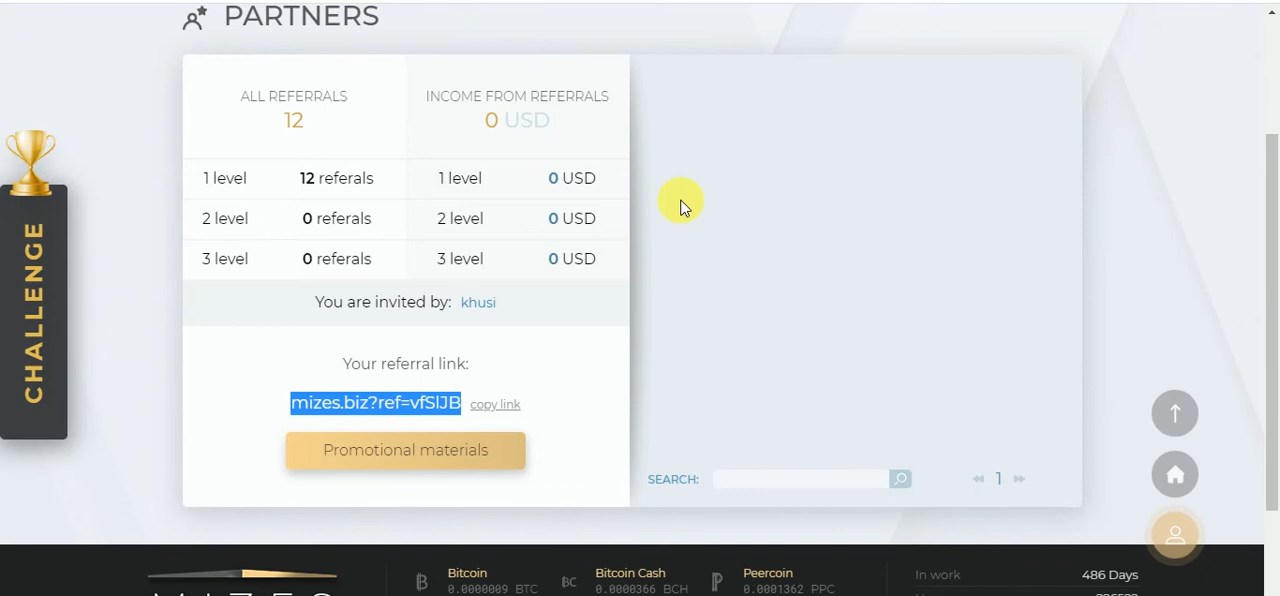 PARTNERS
ALL REFERRALS
12
INCOME FROM REFERRALS
0 USD
1 level 12 referals 1 level 0 USD
2 level 0 referals 2 level 0 USD
3 level 0 referals 3 level 0 USD
You are invited by: khusi
Your referral link:
mizes.biz?ref=vfSlJB copy link
Promotional materials
SEARCH:
1
CHALLENGE
Bitcoin
0.0000009 BTC
Bitcoin Cash
0.0000366 BCH
Peercoin
0.0001362 PPC
In work 486 Days